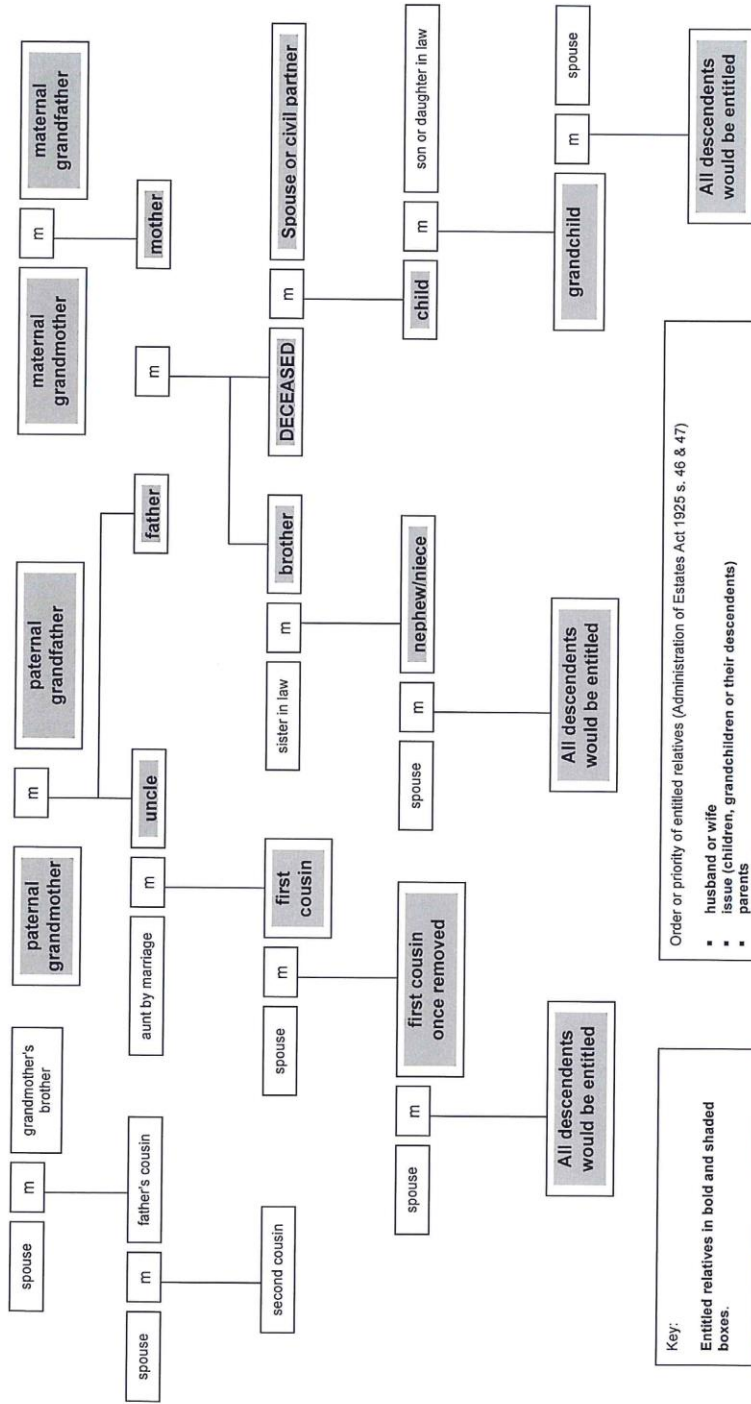 spouse
m
grandmother's
brother
paternal
grandmother
m
paternal
grandfather
maternal
grandmother
m
maternal
grandfather
spouse
m
father's cousin
aunt by marriage
m
uncle
father
m
mother
second cousin
spouse
m
first
cousin
sister in law
m
brother
DECEASED
m
Spouse or civil partner
spouse
m
first cousin
once removed
spouse
m
nephew/niece
child
m
son or daughter in law
All descendents
would be entitled
All descendents
would be entitled
grandchild
m
spouse
All descendents
would be entitled
Key:
Entitled relatives in bold and shaded
boxes.
Order or priority of entitled relatives (Administration of Estates Act 1925 s. 46 & 47)
▪ husband or wife
▪ issue (children, grandchildren or their descendents)
▪ parents